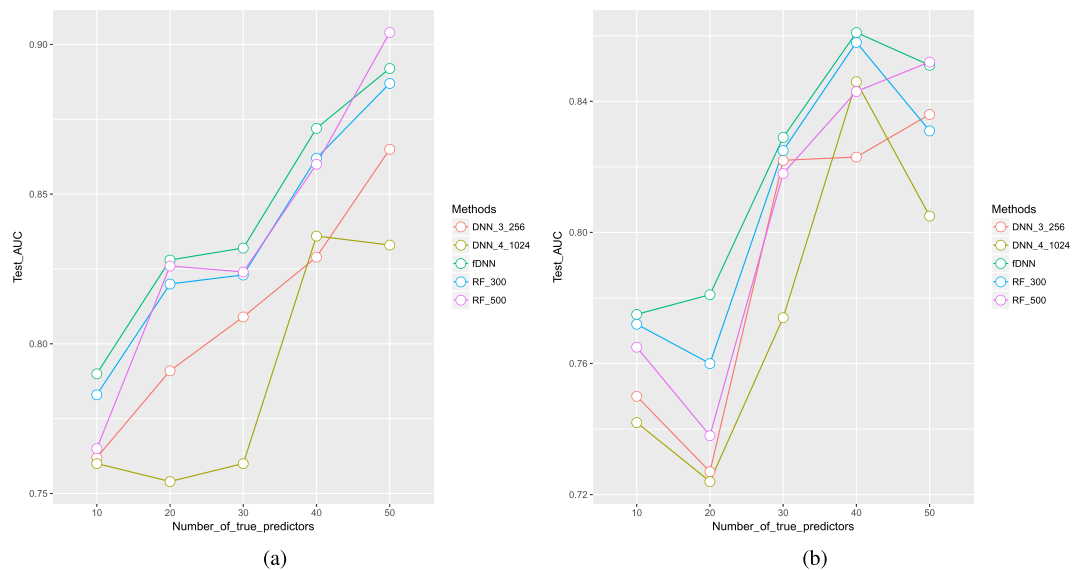 0.90
0.85
0.80
0.75
Test_AUC
10 20 30 40 50
Number_of_true_predictors
Methods
DNN_3_256
DNN_4_1024
fDNN
RF_300
RF_500
(a)
0.84
0.80
0.76
0.72
Test_AUC
10 20 30 40 50
Number_of_true_predictors
Methods
DNN_3_256
DNN_4_1024
fDNN
RF_300
RF_500
(b)